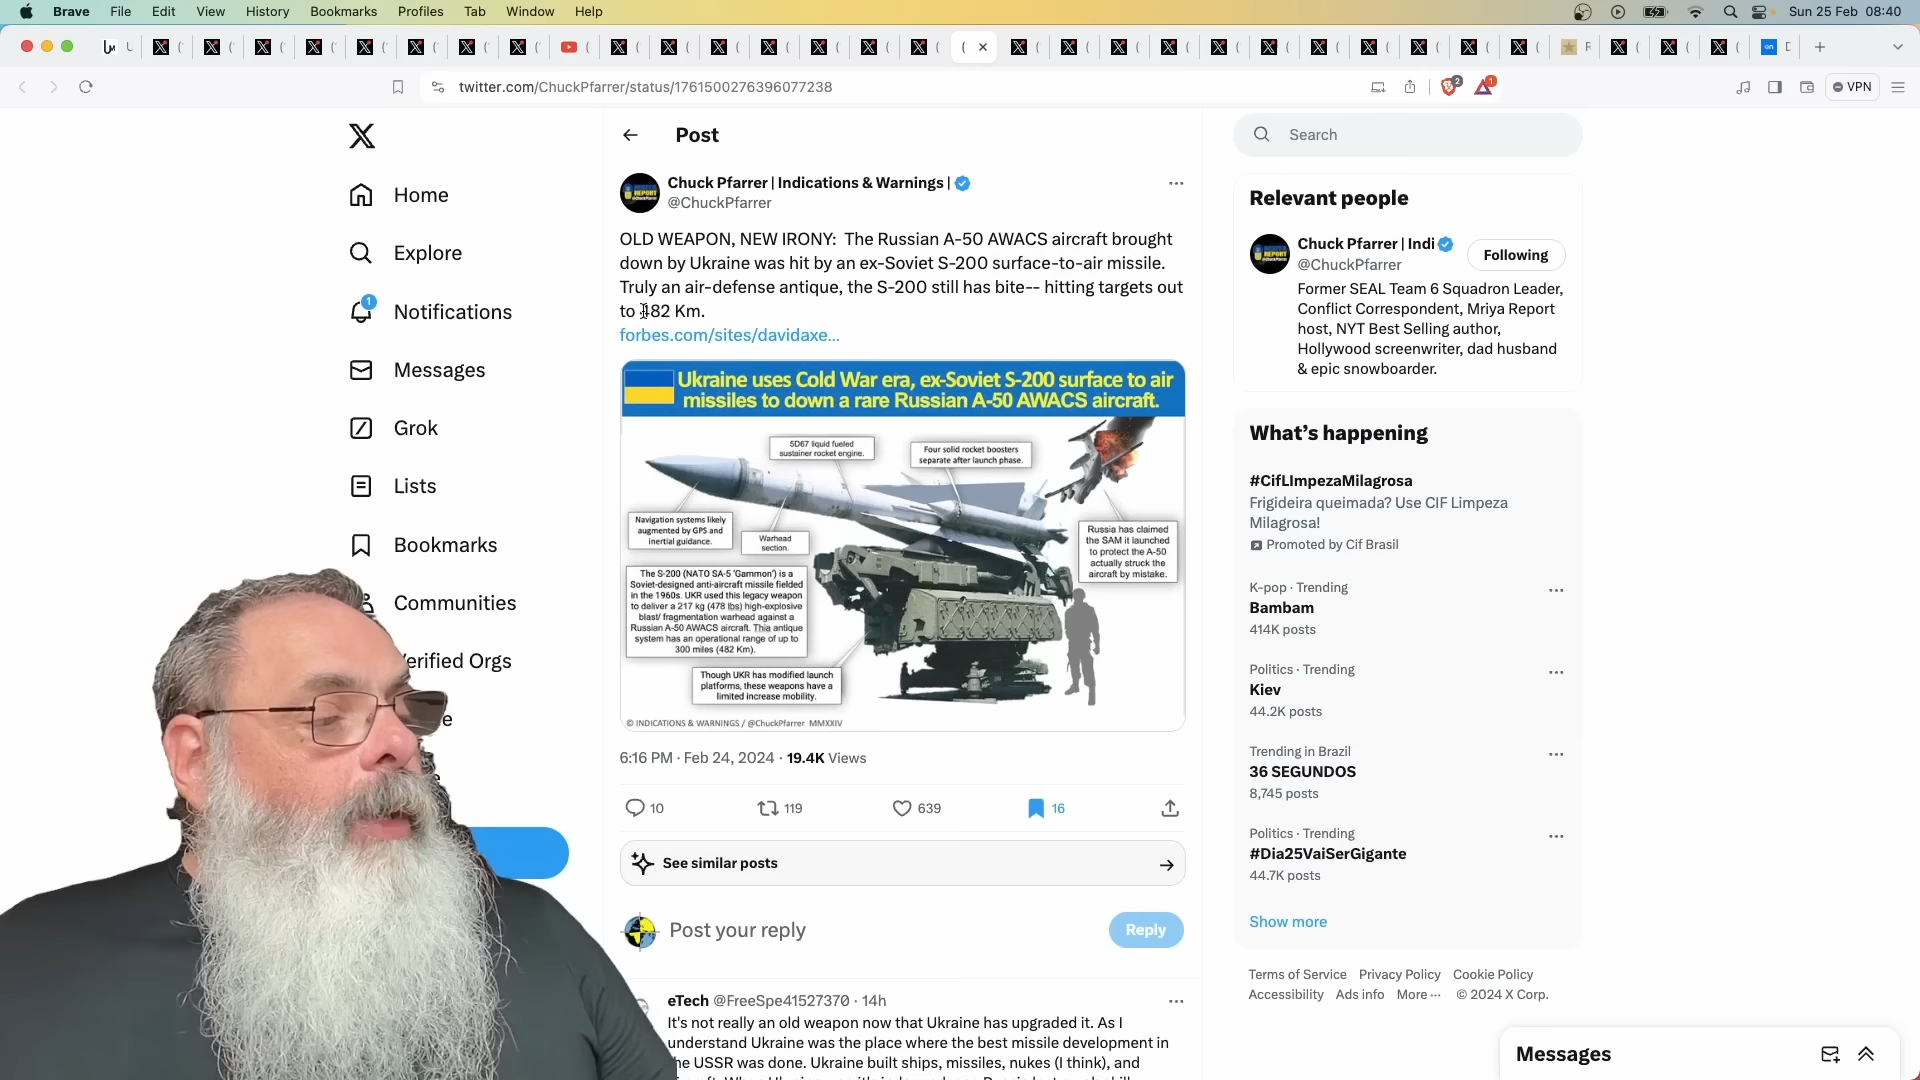 Brave File Edit View History Bookmarks Profiles Tab Window Help Sun 25 Feb 08:40
twitter.com/ChuckPfarrer/status/1761500276396077238
2
1
VPN
Home
Explore
1
Notifications
Messages
Grok
Lists
Bookmarks
Communities
Verified Orgs
Post
Chuck Pfarrer | Indications & Warnings |
@ChuckPfarrer
OLD WEAPON, NEW IRONY: The Russian A-50 AWACS aircraft brought
down by Ukraine was hit by an ex-Soviet S-200 surface-to-air missile.
Truly an air-defense antique, the S-200 still has bite-- hitting targets out
to 482 Km.
forbes.com/sites/davidaxe...
Ukraine uses Cold War era, ex-Soviet S-200 surface to air
missiles to down a rare Russian A-50 AWACS aircraft.
5D67 liquid fueled
sustainer rocket engine.
Four solid rocket boosters
separate after launch phase.
Navigation systems likely
augmented by GPS and
inertial guidance.
Warhead
section.
Russia has claimed
the SAM it launched
to protect the A-50
actually struck the
aircraft by mistake.
The S-200 (NATO SA-5 'Gammon') is a
Soviet-designed anti-aircraft missile fielded
in the 1960s. UKR used this legacy weapon
to deliver a 217 kg (478 lbs) high-explosive
blast/ fragmentation warhead against a
Russian A-50 AWACS aircraft. This antique
system has an operational range of up to
300 miles (482 Km).
Though UKR has modified launch
platforms, these weapons have a
limited increase mobility.
© INDICATIONS & WARNINGS / @ChuckPfarrer MMXXIV
6:16 PM · Feb 24, 2024 · 19.4K Views
10 119 639 16
See similar posts
Post your reply
Reply
eTech @FreeSpe41527370 · 14h
It's not really an old weapon now that Ukraine has upgraded it. As I
understand Ukraine was the place where the best missile development in
the USSR was done. Ukraine built ships, missiles, nukes (I think), and
Search
Relevant people
Chuck Pfarrer | Indi
@ChuckPfarrer
Following
Former SEAL Team 6 Squadron Leader,
Conflict Correspondent, Mriya Report
host, NYT Best Selling author,
Hollywood screenwriter, dad husband
& epic snowboarder.
What's happening
#CifLImpezaMilagrosa
Frigideira queimada? Use CIF Limpeza
Milagrosa!
Promoted by Cif Brasil
K-pop · Trending
Bambam
414K posts
Politics · Trending
Kiev
44.2K posts
Trending in Brazil
36 SEGUNDOS
8,745 posts
Politics · Trending
#Dia25VaiSerGigante
44.7K posts
Show more
Terms of Service Privacy Policy Cookie Policy
Accessibility Ads info More ··· © 2024 X Corp.
Messages